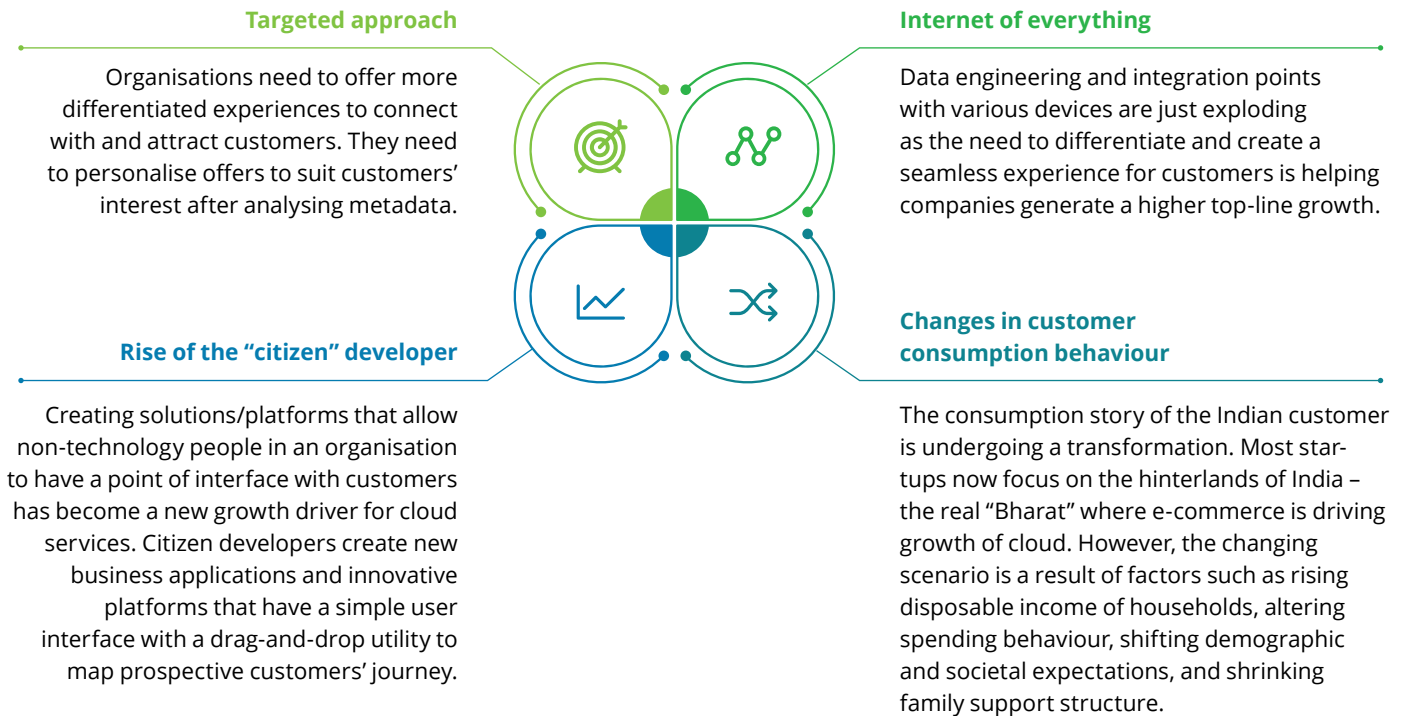 Targeted approach
Organisations need to offer more
differentiated experiences to connect
with and attract customers. They need
to personalise offers to suit customers’
interest after analysing metadata.
Internet of everything
Data engineering and integration points
with various devices are just exploding
as the need to differentiate and create a
seamless experience for customers is helping
companies generate a higher top-line growth.
Rise of the “citizen” developer
Creating solutions/platforms that allow
non-technology people in an organisation
to have a point of interface with customers
has become a new growth driver for cloud
services. Citizen developers create new
business applications and innovative
platforms that have a simple user
interface with a drag-and-drop utility to
map prospective customers’ journey.
Changes in customer
consumption behaviour
The consumption story of the Indian customer
is undergoing a transformation. Most star-
tups now focus on the hinterlands of India –
the real “Bharat” where e-commerce is driving
growth of cloud. However, the changing
scenario is a result of factors such as rising
disposable income of households, altering
spending behaviour, shifting demographic
and societal expectations, and shrinking
family support structure.